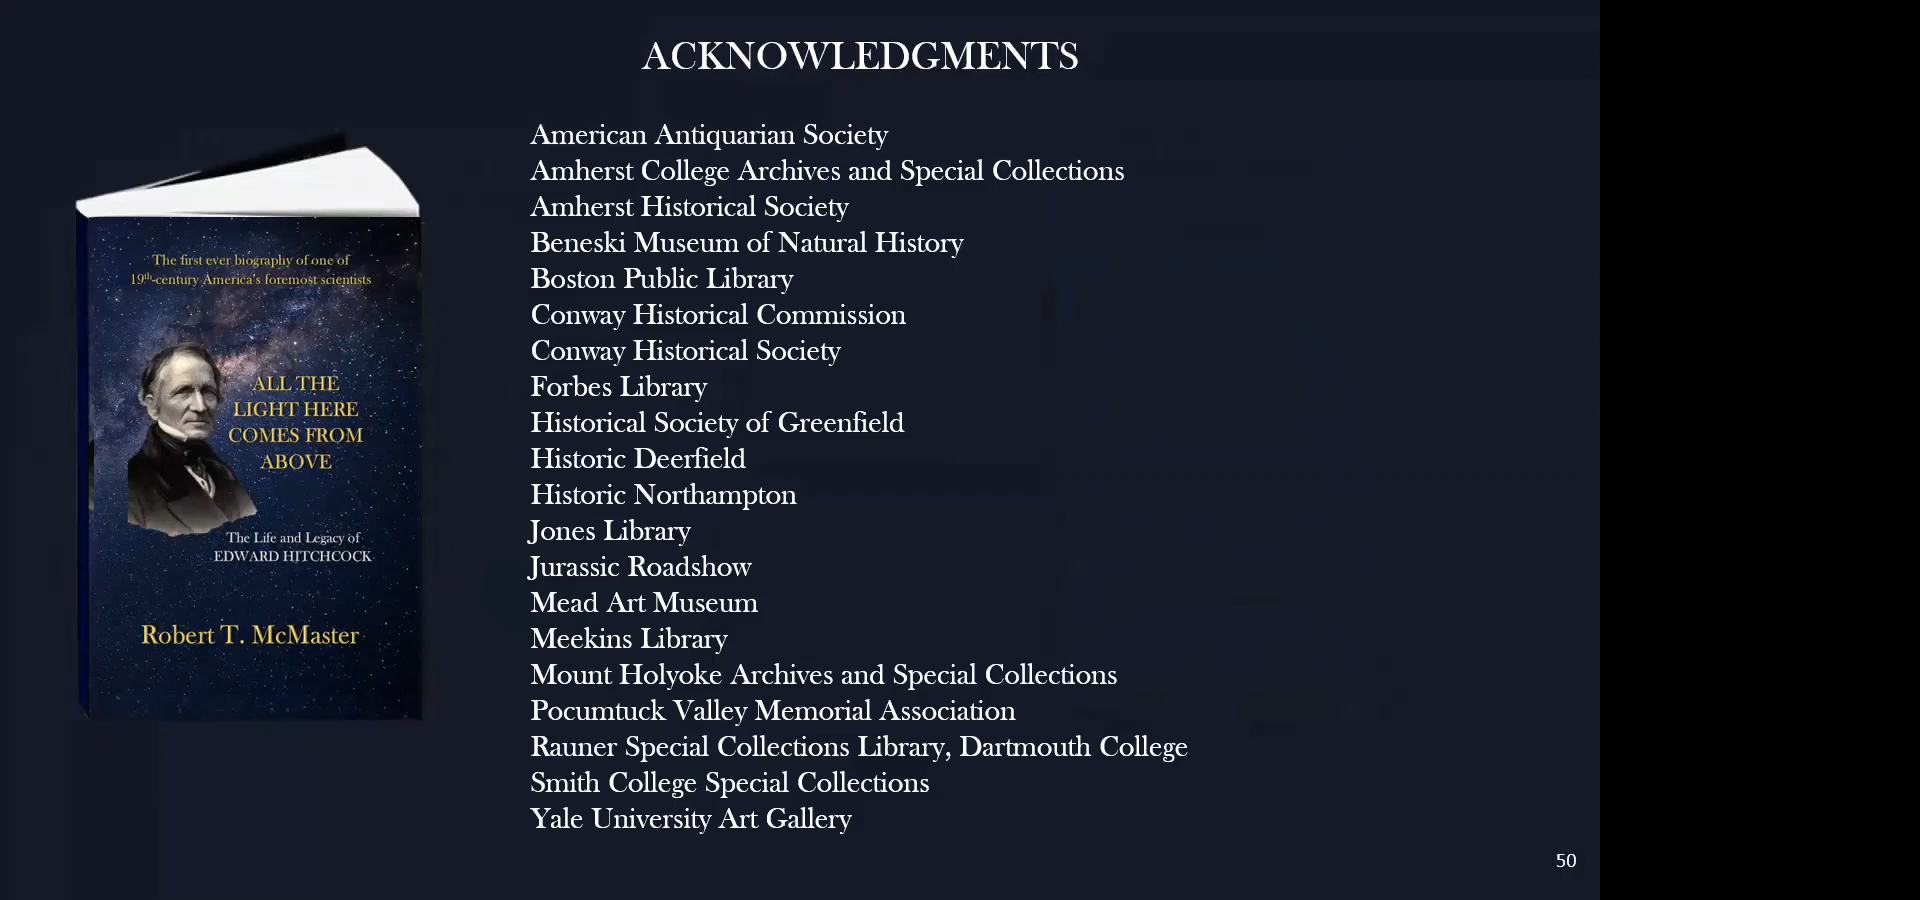 ACKNOWLEDGMENTS
The first ever biography of one of
19th-century America's foremost scientists
ALL THE
LIGHT HERE
COMES FROM
ABOVE
The Life and Legacy of
EDWARD HITCHCOCK
Robert T. McMaster
American Antiquarian Society
Amherst College Archives and Special Collections
Amherst Historical Society
Beneski Museum of Natural History
Boston Public Library
Conway Historical Commission
Conway Historical Society
Forbes Library
Historical Society of Greenfield
Historic Deerfield
Historic Northampton
Jones Library
Jurassic Roadshow
Mead Art Museum
Meekins Library
Mount Holyoke Archives and Special Collections
Pocumtuck Valley Memorial Association
Rauner Special Collections Library, Dartmouth College
Smith College Special Collections
Yale University Art Gallery
50